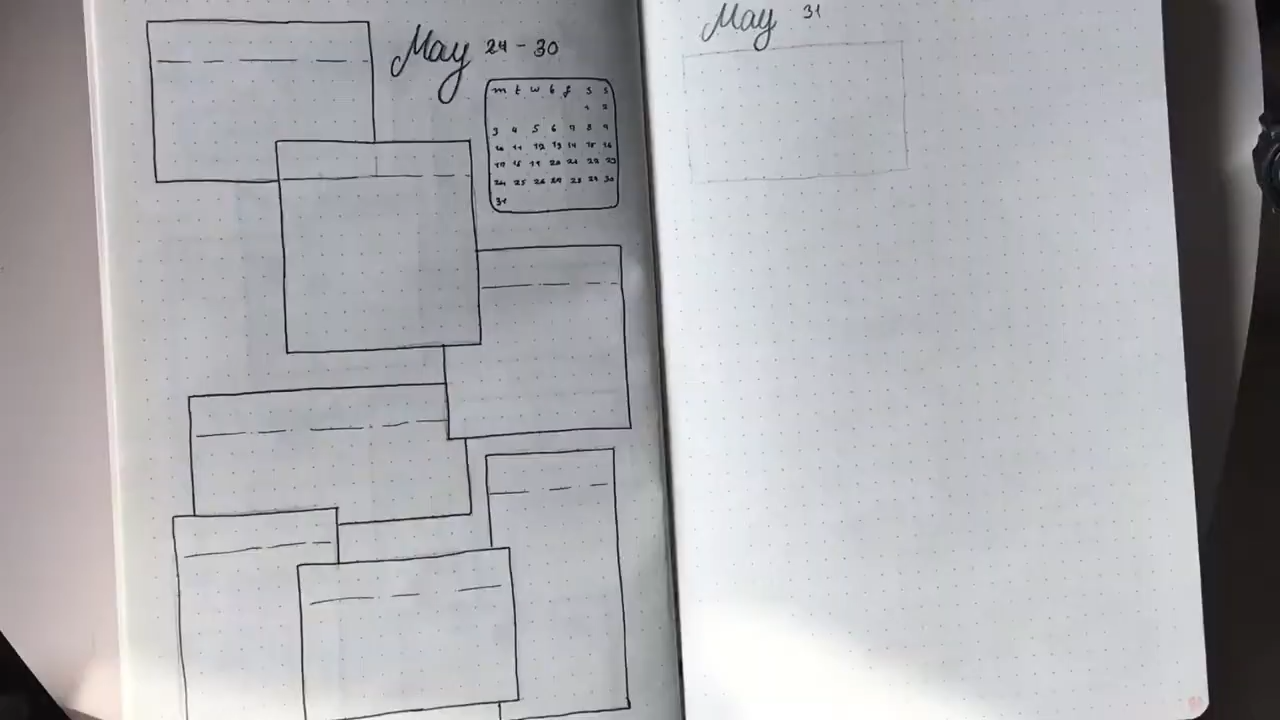 May 24 - 30
m t w t f s s
1 2
3 4 5 6 7 8 9
10 11 12 13 14 15 16
17 18 19 20 21 22 23
24 25 26 27 28 29 30
31
May 31